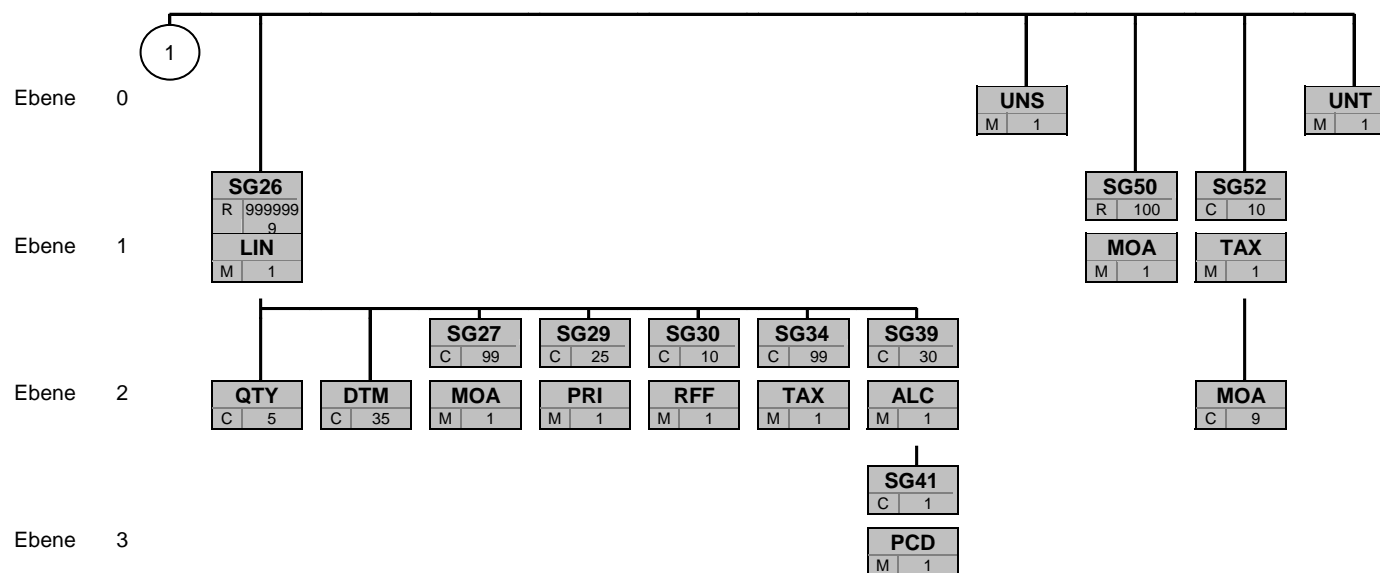 1
Ebene 0
UNS UNT
M 1 M 1
SG26 SG50 SG52
R 999999 R 100 C 10
9
Ebene 1 LIN MOA TAX
M 1 M 1 M 1
SG27 SG29 SG30 SG34 SG39
C 99 C 25 C 10 C 99 C 30
Ebene 2 QTY DTM MOA PRI RFF TAX ALC MOA
C 5 C 35 M 1 M 1 M 1 M 1 M 1 C 9
SG41
C 1
Ebene 3 PCD
M 1